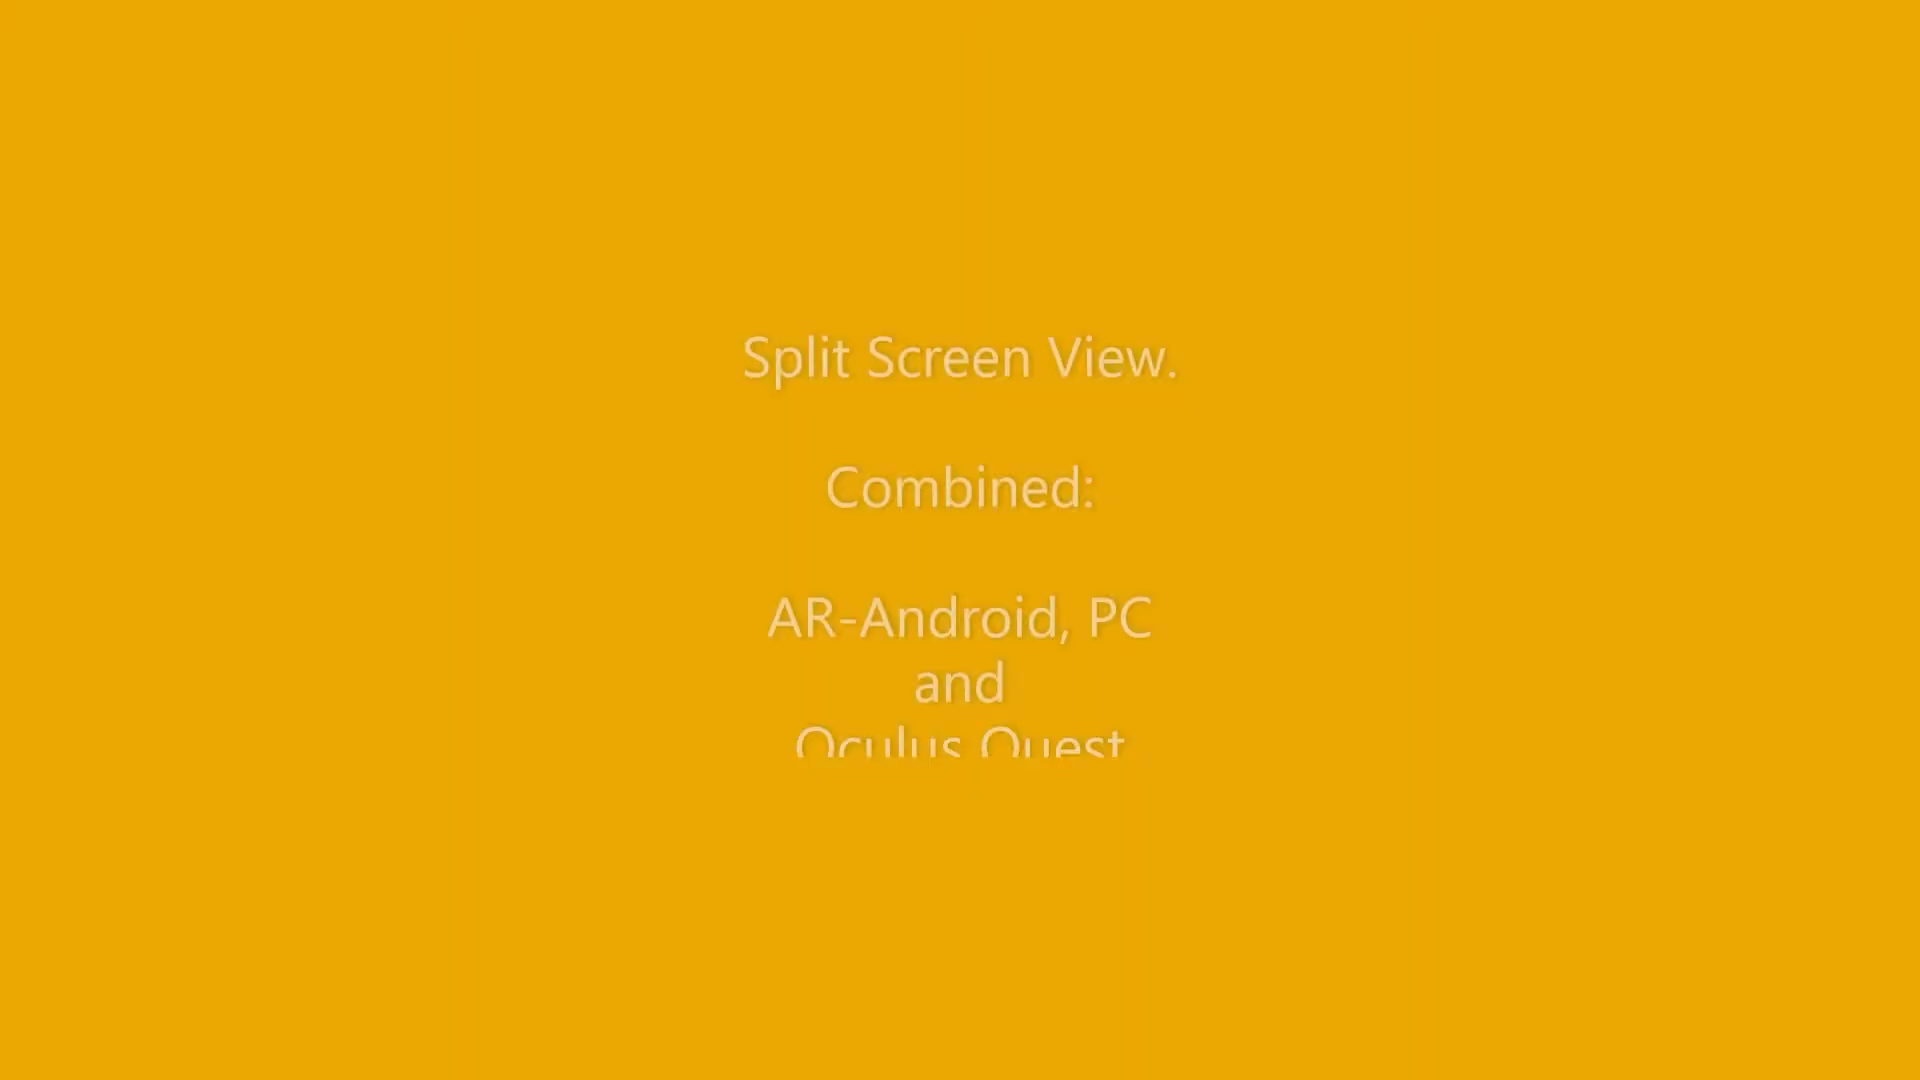 Split Screen View.
Combined:
AR-Android, PC
and
Oculus Quest